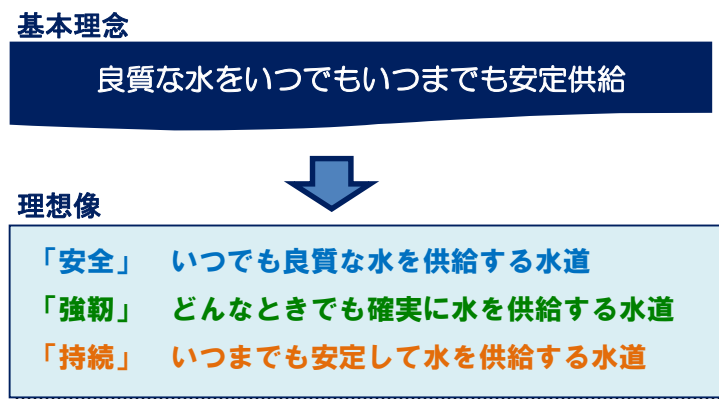 基本理念
良質な水をいつでもいつまでも安定供給
理想像
「安全」　いつでも良質な水を供給する水道
「強靭」　どんなときでも確実に水を供給する水道
「持続」　いつまでも安定して水を供給する水道